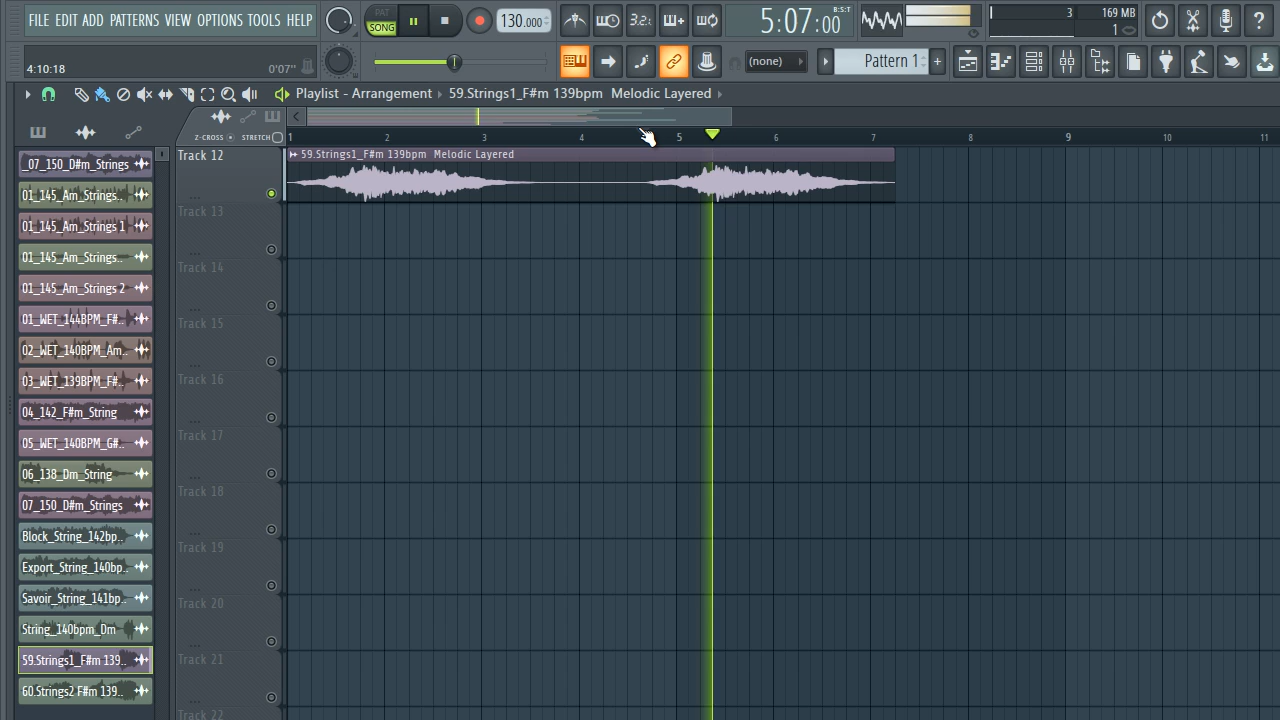 FILE EDIT ADD PATTERNS VIEW OPTIONS TOOLS HELP
PAT
SONG
130.000
3.2.:
5:07:00
B:S:T
3
169 MB
1
4:10:18
0'07"
(none)
Pattern 1
+
?
Playlist - Arrangement 59.Strings1_F#m 139bpm Melodic Layered
Z-CROSS STRETCH
1 2 3 4 5 6 7 8 9 10 11
_07_150_D#m_Strings
01_145_Am_Strings..
01_145_Am_Strings 1
01_145_Am_Strings..
01_145_Am_Strings 2
01_WET_144BPM_F#..
02_WET_140BPM_Am..
03_WET_139BPM_F#..
04_142_F#m_String
05_WET_140BPM_G#..
06_138_Dm_String
07_150_D#m_Strings
Block_String_142bp..
Export_String_140bp..
Savoir_String_141bp..
String_140bpm_Dm
59.Strings1_F#m 139..
60.Strings2 F#m 139..
Track 12
59.Strings1_F#m 139bpm Melodic Layered
Track 13
Track 14
Track 15
Track 16
Track 17
Track 18
Track 19
Track 20
Track 21
Track 22